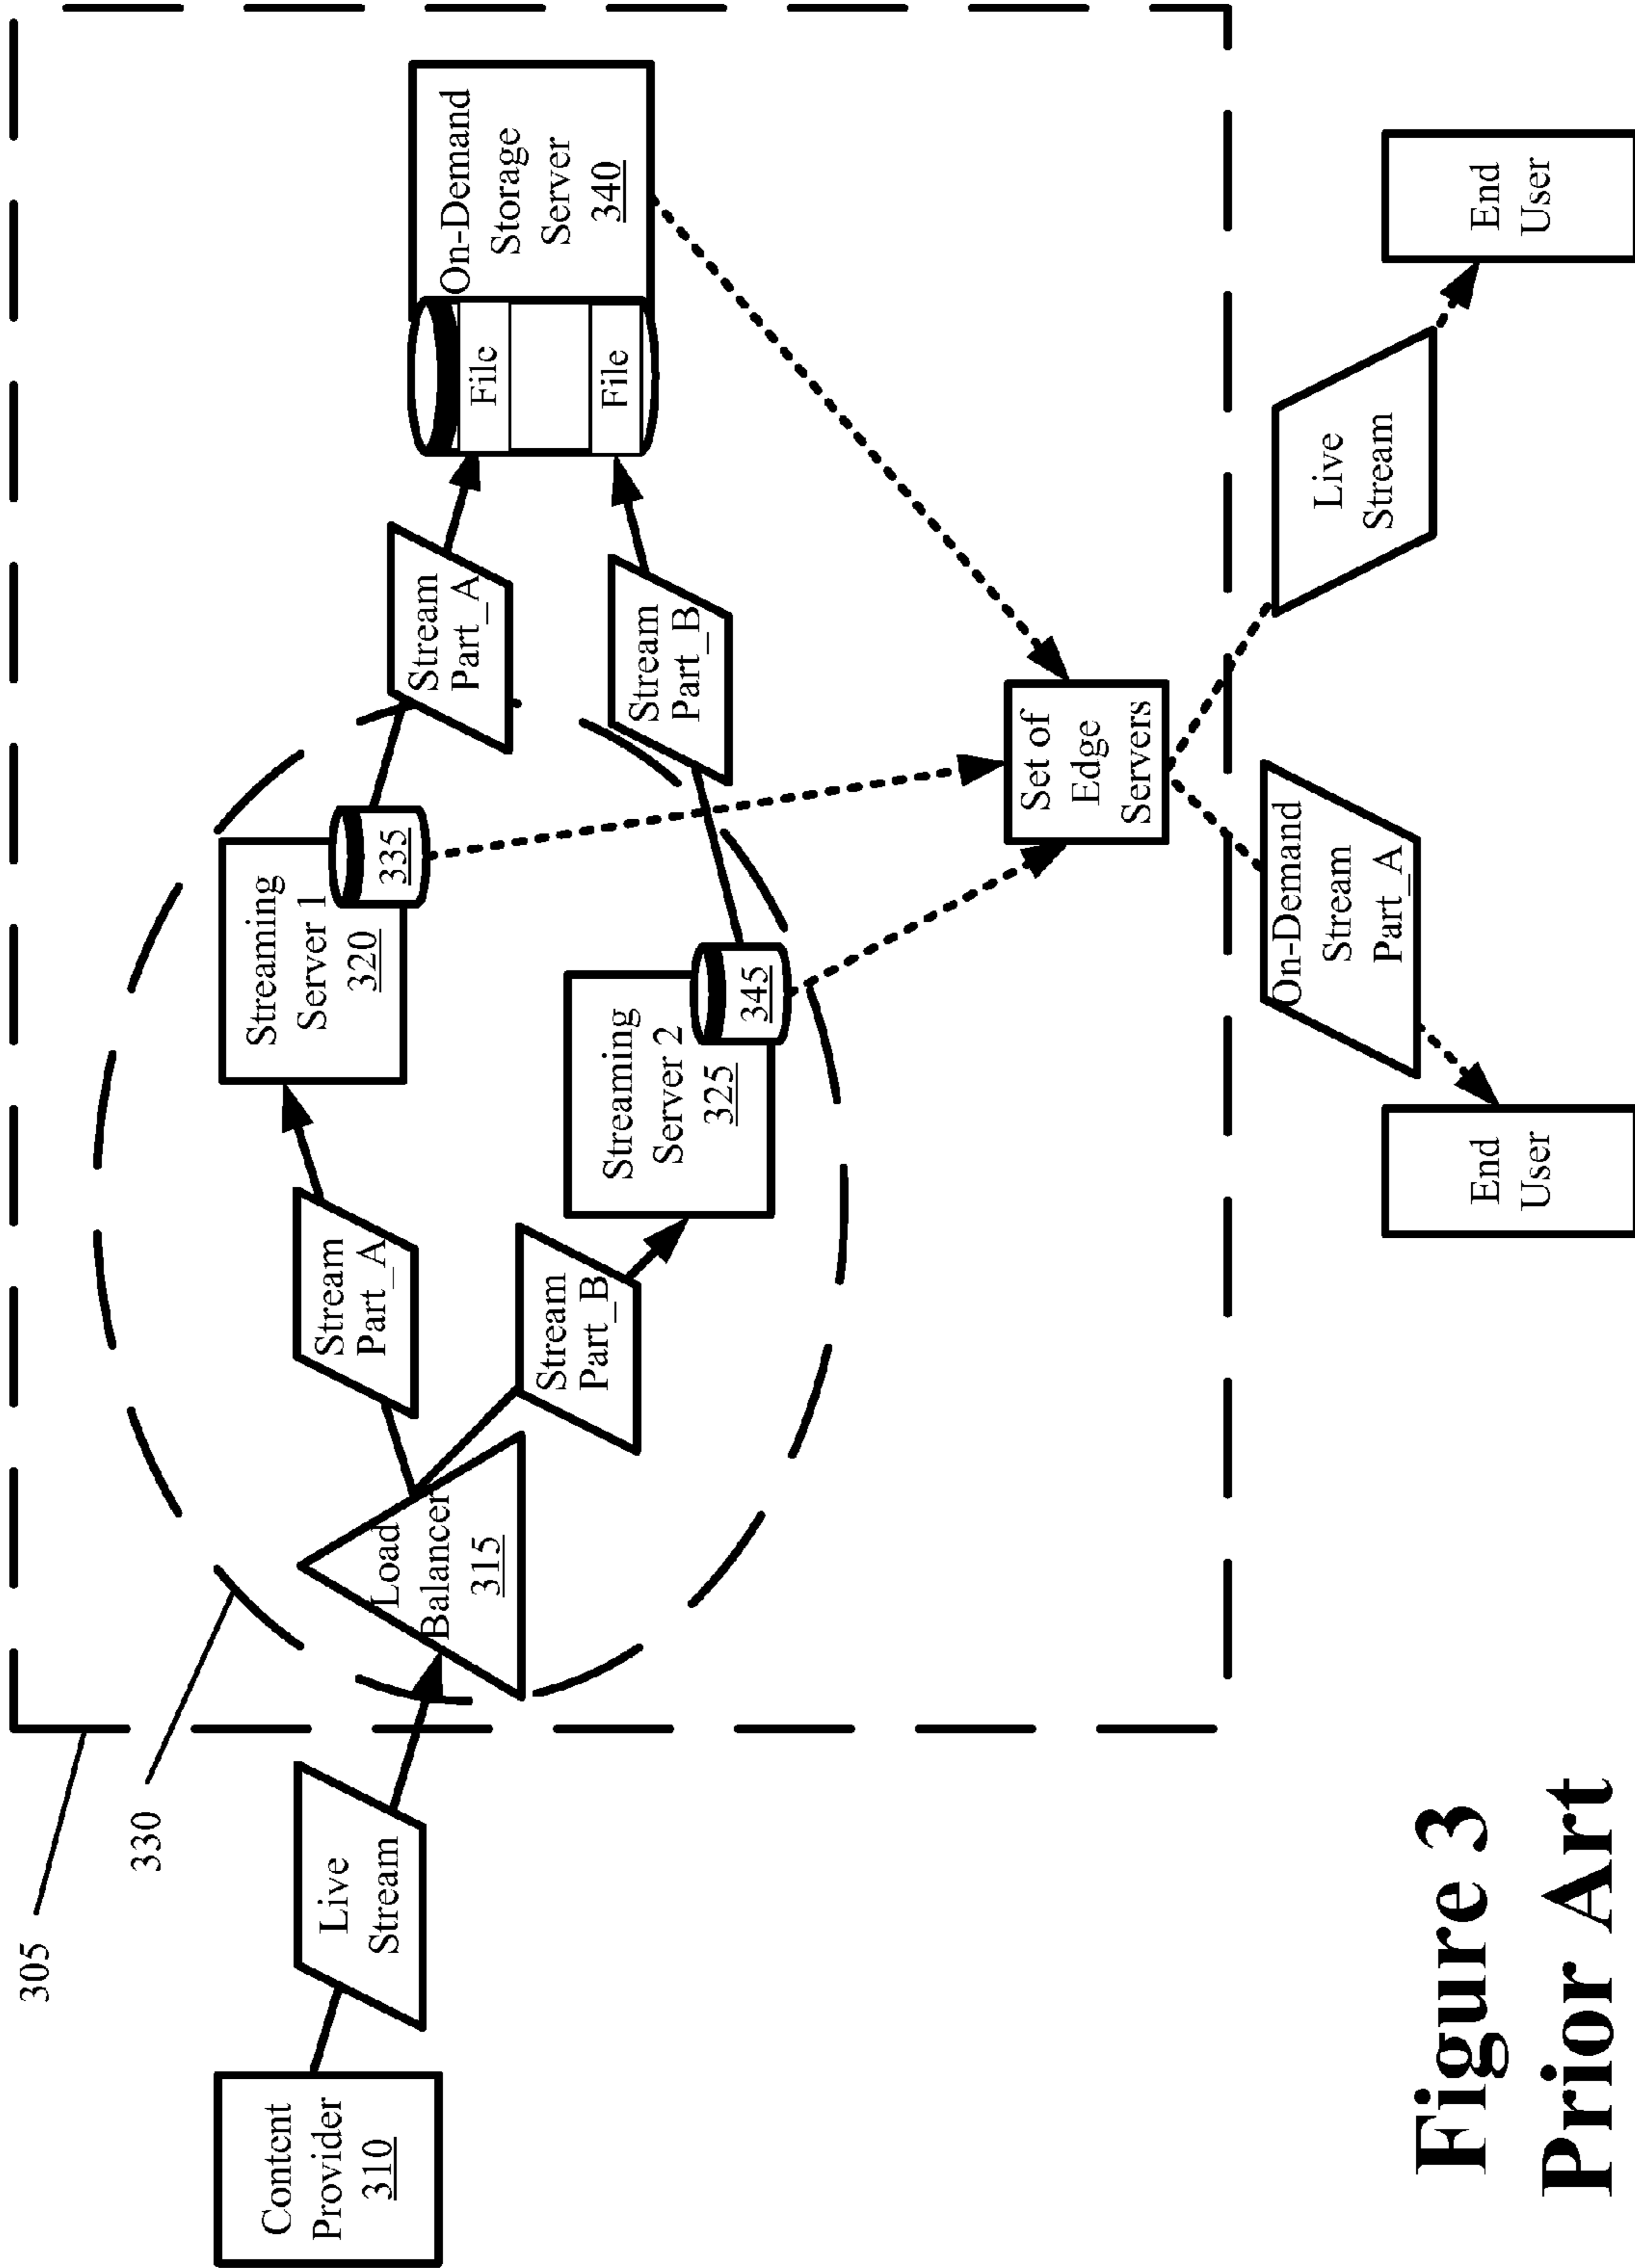 305
330
Content
Provider
310
Live
Stream
Load
Balancer
315
Stream
Part_A
Stream
Part_B
Streaming
Server 1
320
335
Streaming
Server 2
325
345
Stream
Part_A
Stream
Part_B
File
File
On-Demand
Storage
Server
340
Set of
Edge
Servers
On-Demand
Stream
Part_A
Live
Stream
End
User
End
User
Figure 3
Prior Art